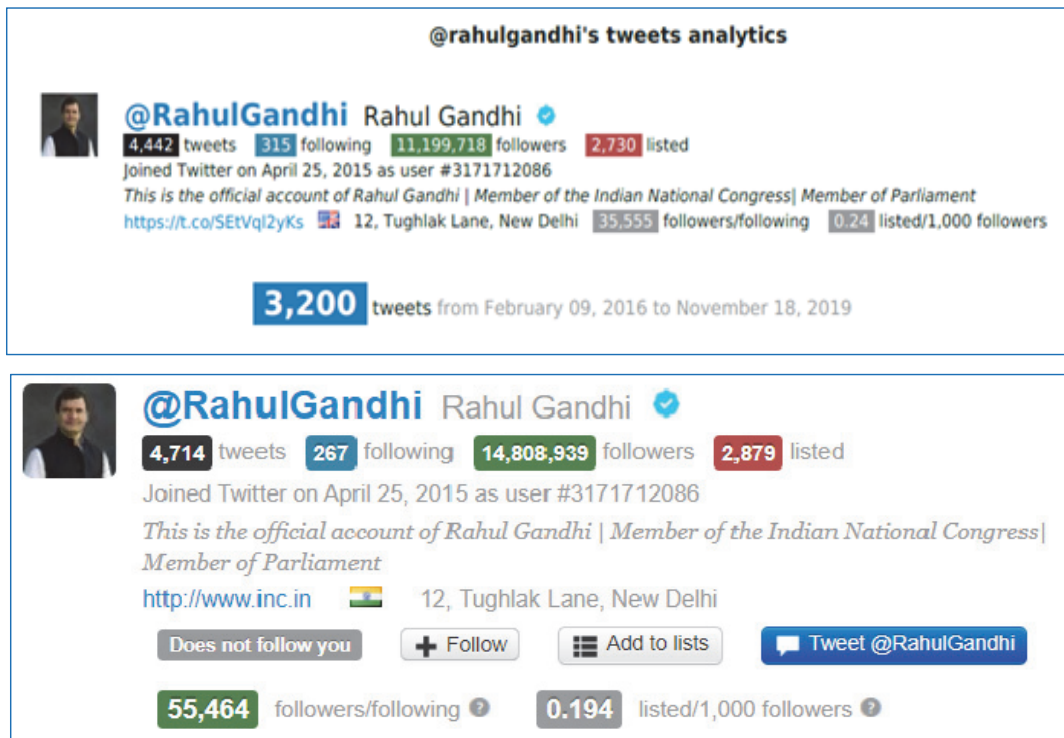 @rahulgandhi's tweets analytics
@RahulGandhi Rahul Gandhi
4,442 tweets 315 following 11,199,718 followers 2,730 listed
Joined Twitter on April 25, 2015 as user #3171712086
This is the official account of Rahul Gandhi | Member of the Indian National Congress| Member of Parliament
https://t.co/SEtVql2yKs 12, Tughlak Lane, New Delhi 35,555 followers/following 0.24 listed/1,000 followers
3,200 tweets from February 09, 2016 to November 18, 2019
@RahulGandhi Rahul Gandhi
4,714 tweets 267 following 14,808,939 followers 2,879 listed
Joined Twitter on April 25, 2015 as user #3171712086
This is the official account of Rahul Gandhi | Member of the Indian National Congress|
Member of Parliament
http://www.inc.in 12, Tughlak Lane, New Delhi
Does not follow you Follow Add to lists Tweet @RahulGandhi
55,464 followers/following ? 0.194 listed/1,000 followers ?